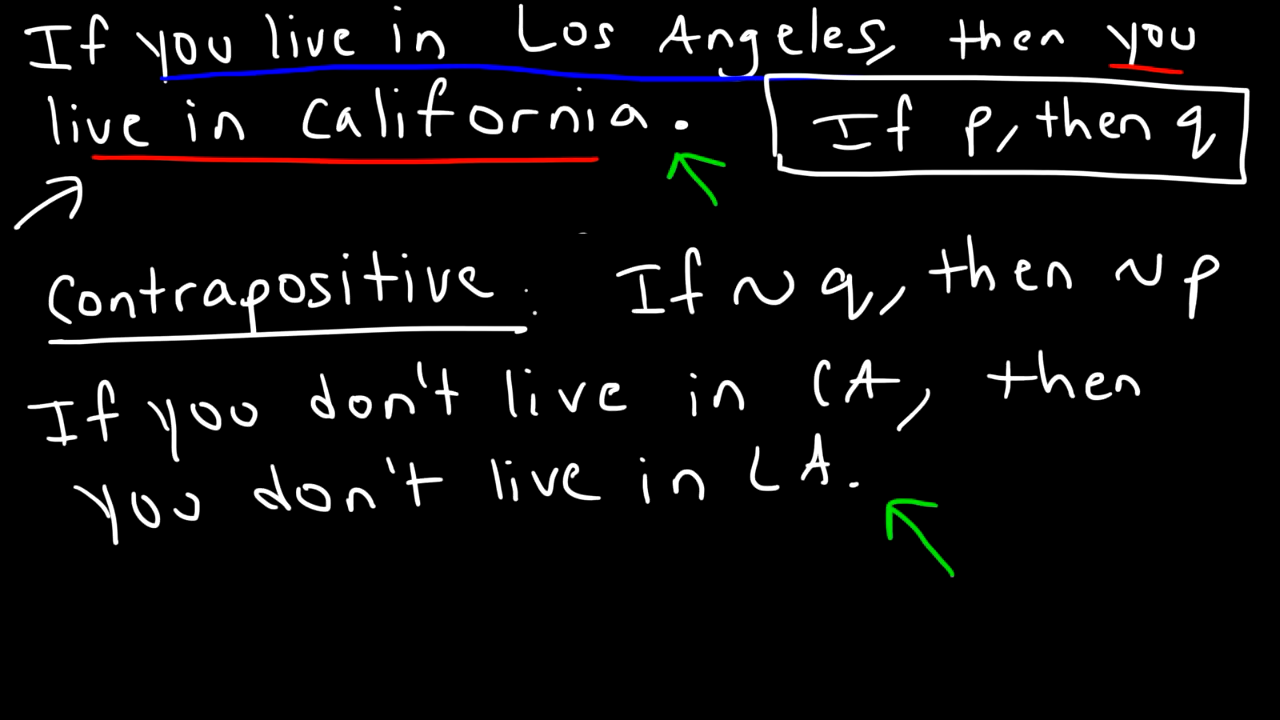 If you live in Los Angeles, then you
live in California.
If p, then q
Contrapositive: If ~q, then ~p
If you don't live in CA, then
you don't live in LA.